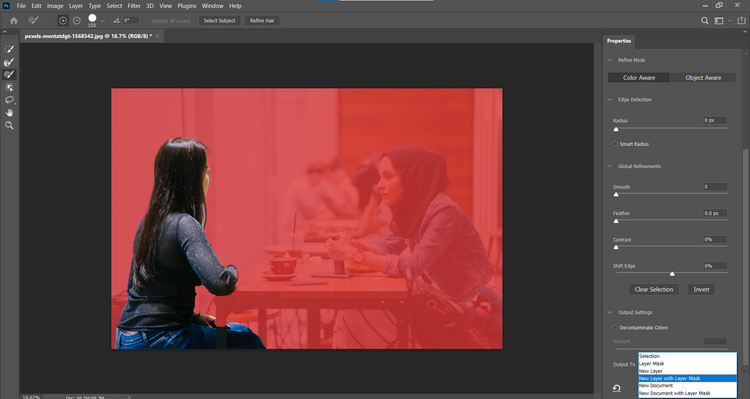 Ps File Edit Image Layer Type Select Filter 3D View Plugins Window Help
150 0° Sample All Layers Select Subject Refine Hair
pexels-mentatdgt-1568342.jpg @ 16.7% (RGB/8) *
Properties
Refine Mode
Color Aware Object Aware
Edge Detection
Radius 0 px
Smart Radius
Global Refinements
Smooth 0
Feather 0.0 px
Contrast 0%
Shift Edge 0%
Clear Selection Invert
Output Settings
Decontaminate Colors
Amount
Output To
Selection
Layer Mask
New Layer
New Layer with Layer Mask
New Document
New Document with Layer Mask